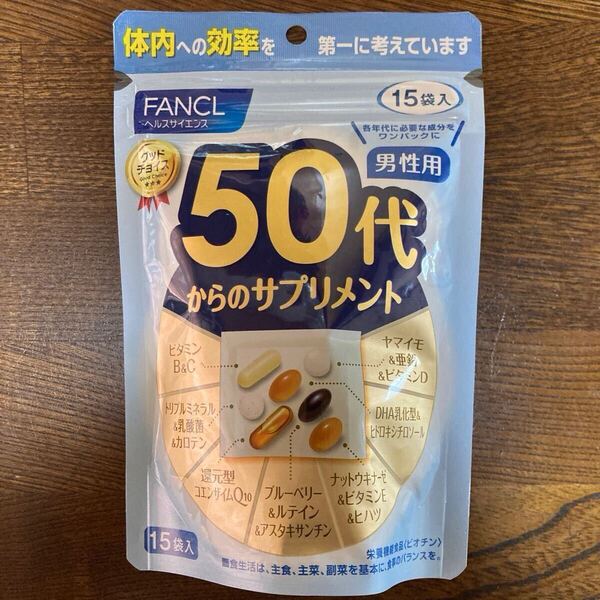 体内への効率を 第一に考えています
FANCL
ヘルスサイエンス
15袋入
各年代に必要な成分を
ワンパックに
男性用
グッド
チョイス
Good Choice
50代
からのサプリメント
ビタミン
B&C
ヤマイモ
&亜鉛
&ビタミンD
トリプルミネラル
&乳酸菌
&カロテン
DHA乳化型&
ヒドロキシチロソール
還元型
コエンザイムQ10
ブルーベリー
&ルテイン
&アスタキサンチン
ナットウキナーゼ
&ビタミンE
&ヒハツ
15袋入
栄養機能食品〈ビオチン〉
■食生活は、主食、主菜、副菜を基本に、食事のバランスを。